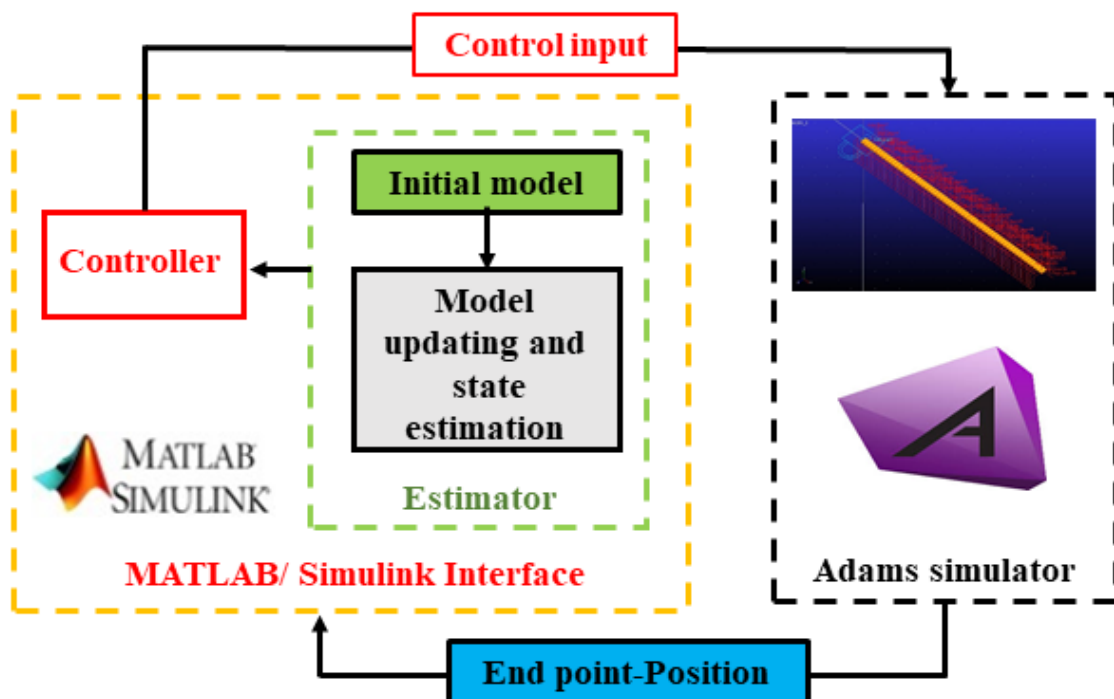 Control input
Initial model
Controller
Model
updating and
state
estimation
MATLAB
SIMULINK
Estimator
MATLAB/ Simulink Interface
Adams simulator
End point-Position